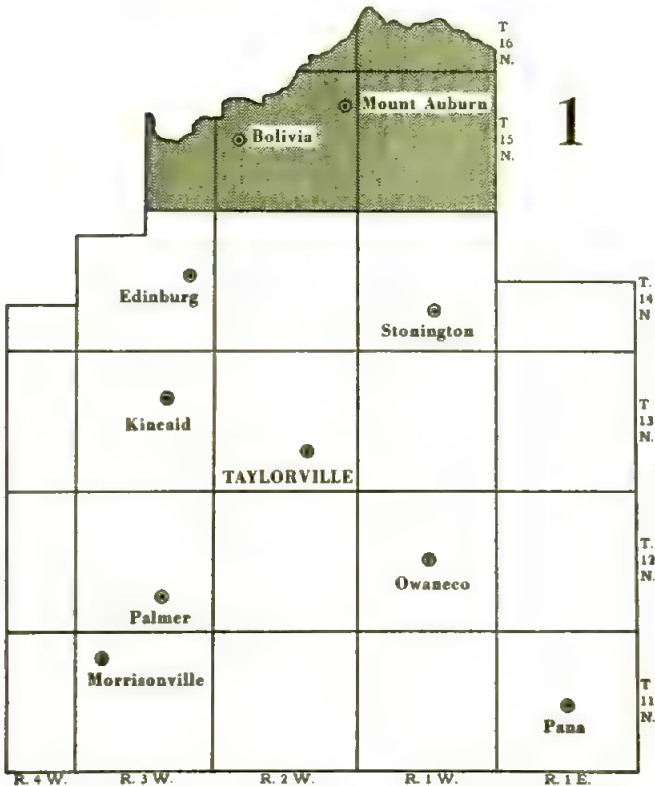 T
16
N.
1
Mount Auburn
T
15
N.
Bolivia
Edinburg
T.
14
N
Stonington
Kincaid
T
13
N.
TAYLORVILLE
T.
12
N.
Owaneco
Palmer
Morrisonville
T
11
N.
Pana
R. 4 W. R. 3 W. R. 2 W. R. 1 W. R. 1 E.